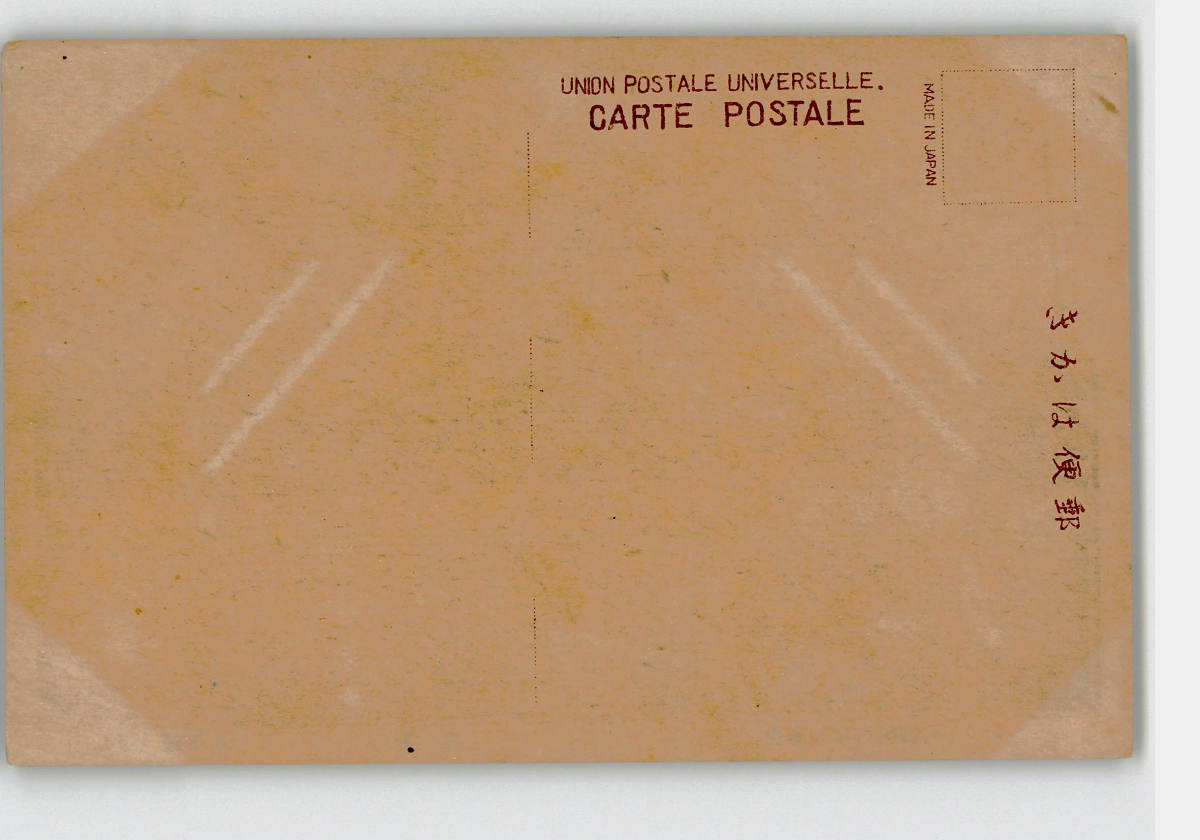 UNION POSTALE UNIVERSELLE.
CARTE POSTALE
MADE IN JAPAN
郵便はかき